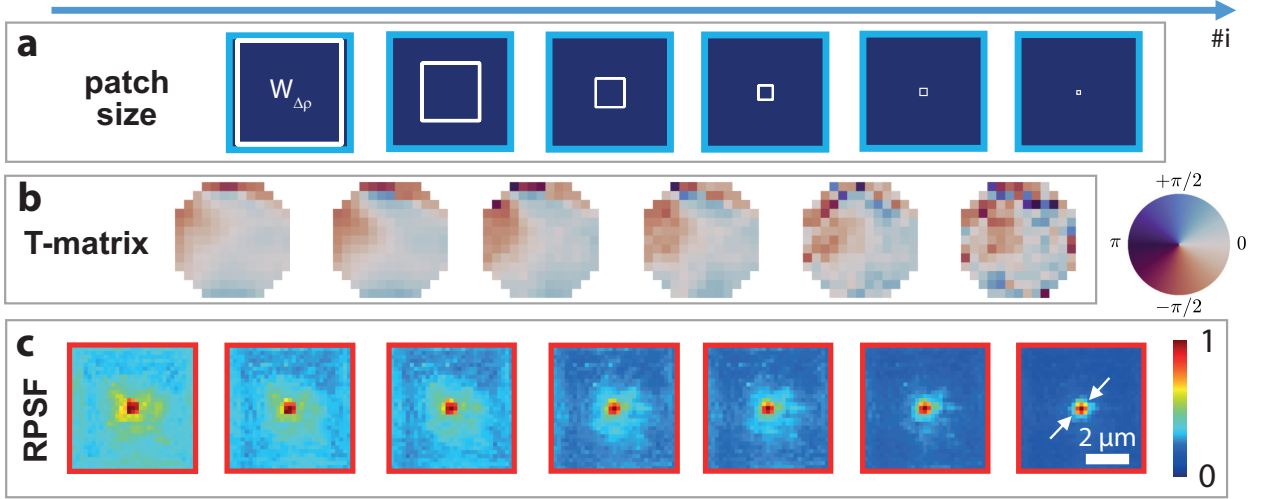 #i
a
patch
size
W_Δρ
b
T-matrix
+π/2
π
0
−π/2
c
RPSF
2 μm
1
0